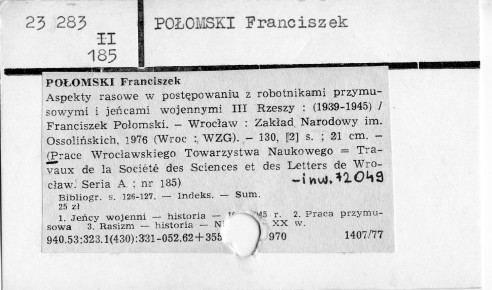 23 283
II
185
POŁOMSKI Franciszek
POŁOMSKI Franciszek
Aspekty rasowe w postępowaniu z robotnikami przymu-
sowymi i jeńcami wojennymi III Rzeszy : (1939-1945) /
Franciszek Połomski. – Wrocław : Zakład Narodowy im.
Ossolińskich, 1976 (Wroc : WZG). – 130, [2] s. ; 21 cm. –
(Prace Wrocławskiego Towarzystwa Naukowego = Tra-
vaux de la Société des Sciences et des Lettres de Wro-
cław. Seria A ; nr 185)
–inw. 72049
Bibliogr. s. 126-127. – Indeks. – Sum.
25 zł
1. Jeńcy wojenni – historia – 45 r. 2. Praca przymu-
sowa 3. Rasizm – historia – XX w.
940.53:323.1(430):331-052.62+355 970 1407/77